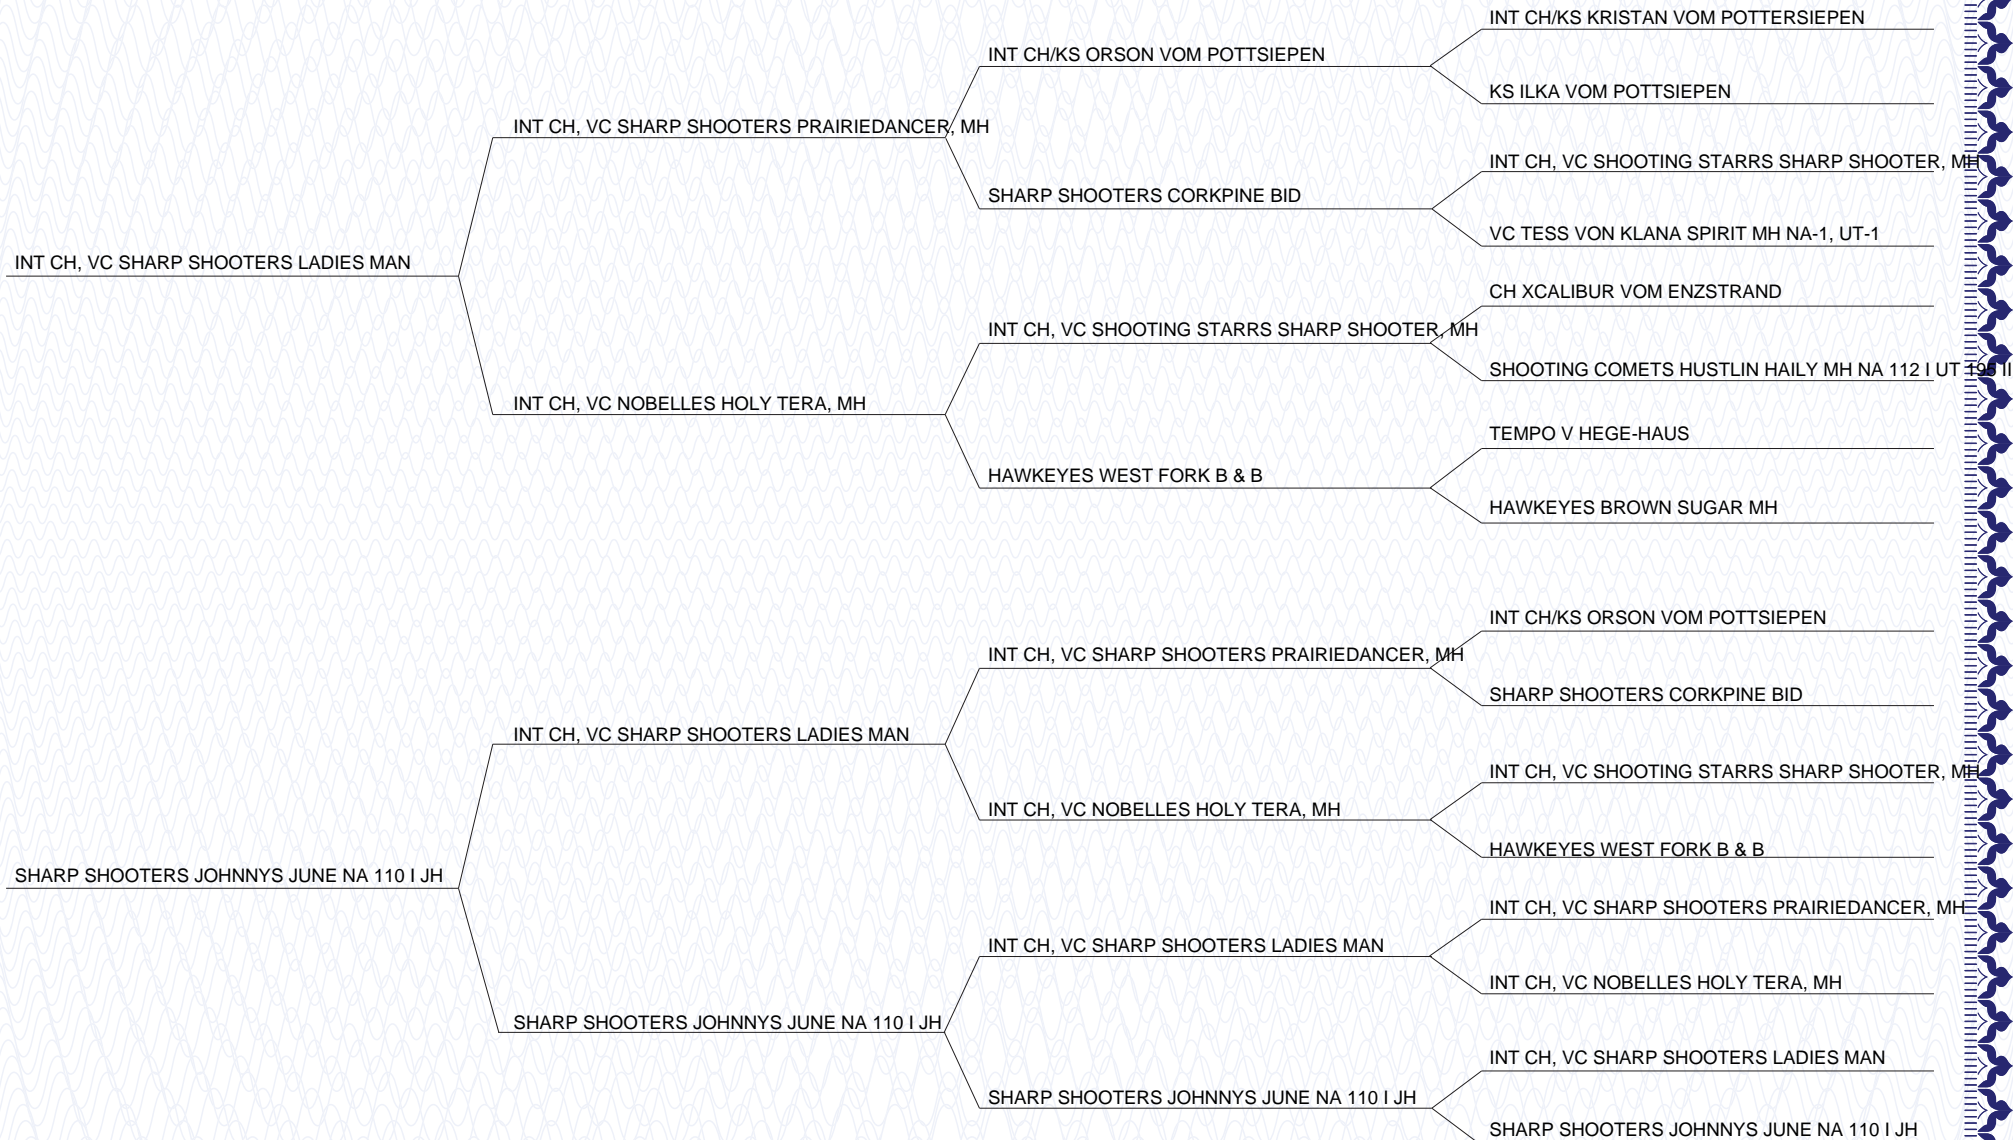 INT CH/KS KRISTAN VOM POTTERSIEPEN
INT CH/KS ORSON VOM POTTSIEPEN
KS ILKA VOM POTTSIEPEN
INT CH, VC SHARP SHOOTERS PRAIRIEDANCER, MH
INT CH, VC SHOOTING STARRS SHARP SHOOTER, MH
SHARP SHOOTERS CORKPINE BID
VC TESS VON KLANA SPIRIT MH NA-1, UT-1
INT CH, VC SHARP SHOOTERS LADIES MAN
CH XCALIBUR VOM ENZSTRAND
INT CH, VC SHOOTING STARRS SHARP SHOOTER, MH
SHOOTING COMETS HUSTLIN HAILY MH NA 112 I UT 195 II
INT CH, VC NOBELLES HOLY TERA, MH
TEMPO V HEGE-HAUS
HAWKEYES WEST FORK B & B
HAWKEYES BROWN SUGAR MH
INT CH/KS ORSON VOM POTTSIEPEN
INT CH, VC SHARP SHOOTERS PRAIRIEDANCER, MH
SHARP SHOOTERS CORKPINE BID
INT CH, VC SHARP SHOOTERS LADIES MAN
INT CH, VC SHOOTING STARRS SHARP SHOOTER, MH
INT CH, VC NOBELLES HOLY TERA, MH
HAWKEYES WEST FORK B & B
SHARP SHOOTERS JOHNNYS JUNE NA 110 I JH
INT CH, VC SHARP SHOOTERS PRAIRIEDANCER, MH
INT CH, VC SHARP SHOOTERS LADIES MAN
INT CH, VC NOBELLES HOLY TERA, MH
SHARP SHOOTERS JOHNNYS JUNE NA 110 I JH
INT CH, VC SHARP SHOOTERS LADIES MAN
SHARP SHOOTERS JOHNNYS JUNE NA 110 I JH
SHARP SHOOTERS JOHNNYS JUNE NA 110 I JH